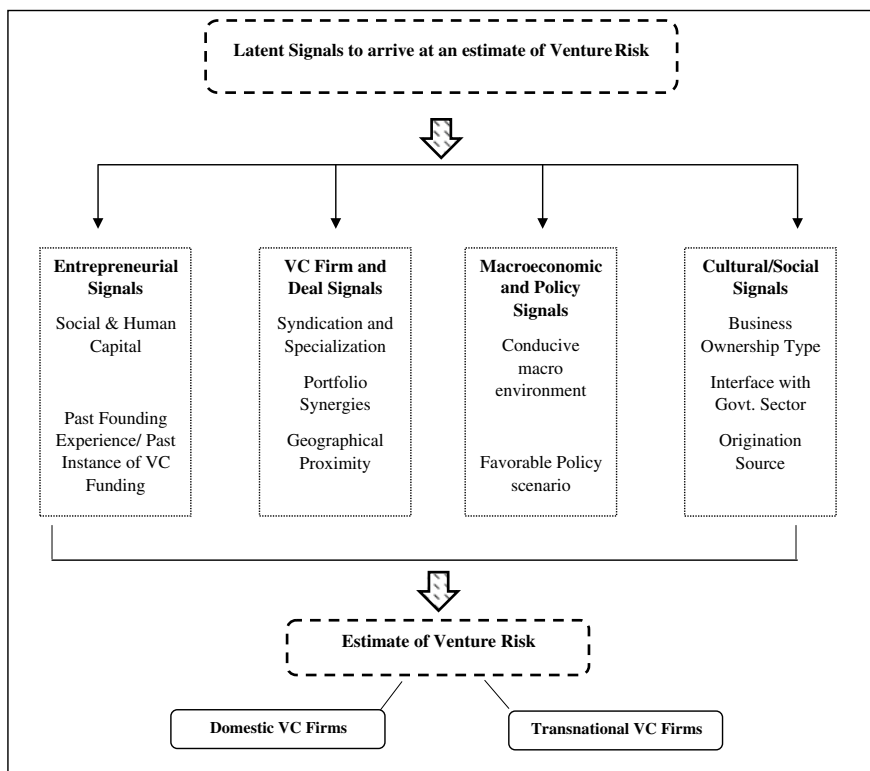 Latent Signals to arrive at an estimate of Venture Risk
Entrepreneurial
Signals
Social & Human
Capital
Past Founding
Experience/ Past
Instance of VC
Funding
VC Firm and
Deal Signals
Syndication and
Specialization
Portfolio
Synergies
Geographical
Proximity
Macroeconomic
and Policy
Signals
Conducive
macro
environment
Favorable Policy
scenario
Cultural/Social
Signals
Business
Ownership Type
Interface with
Govt. Sector
Origination
Source
Estimate of Venture Risk
Domestic VC Firms
Transnational VC Firms